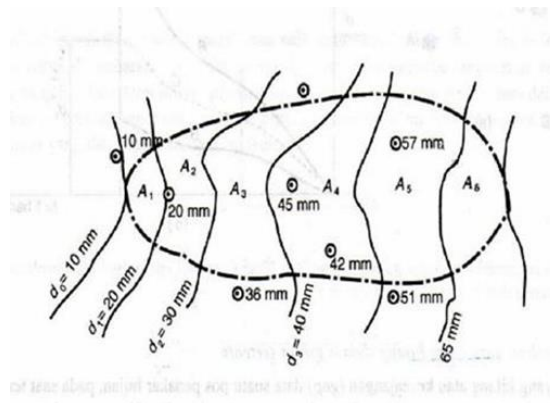 10 mm
A₂
57 mm
A₁
20 mm
A₃
45 mm
A₄
A₅
A₆
42 mm
36 mm
51 mm
d₀ = 10 mm
d₁ = 20 mm
d₂ = 30 mm
d₃ = 40 mm
65 mm